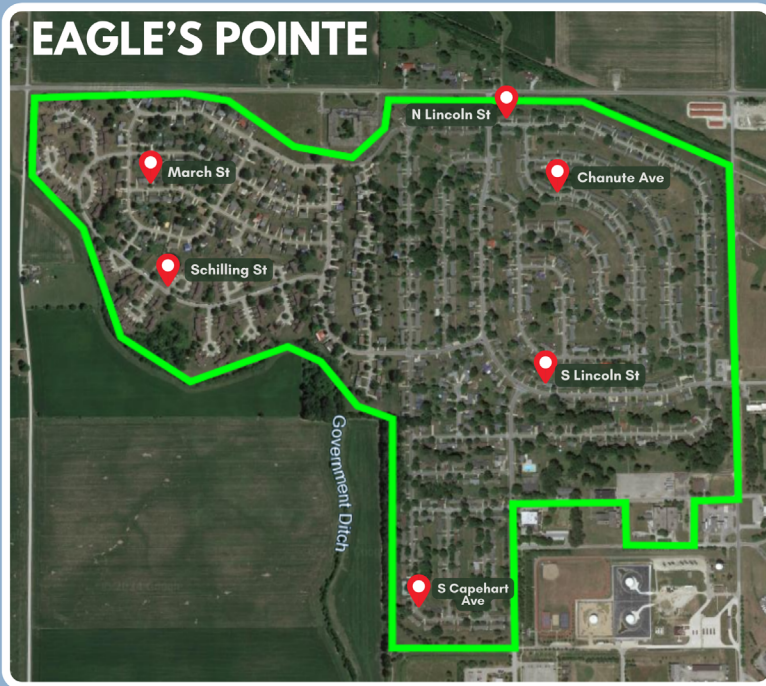 EAGLE'S POINTE
N Lincoln St
March St
Chanute Ave
Schilling St
S Lincoln St
Government Ditch
S Capehart
Ave